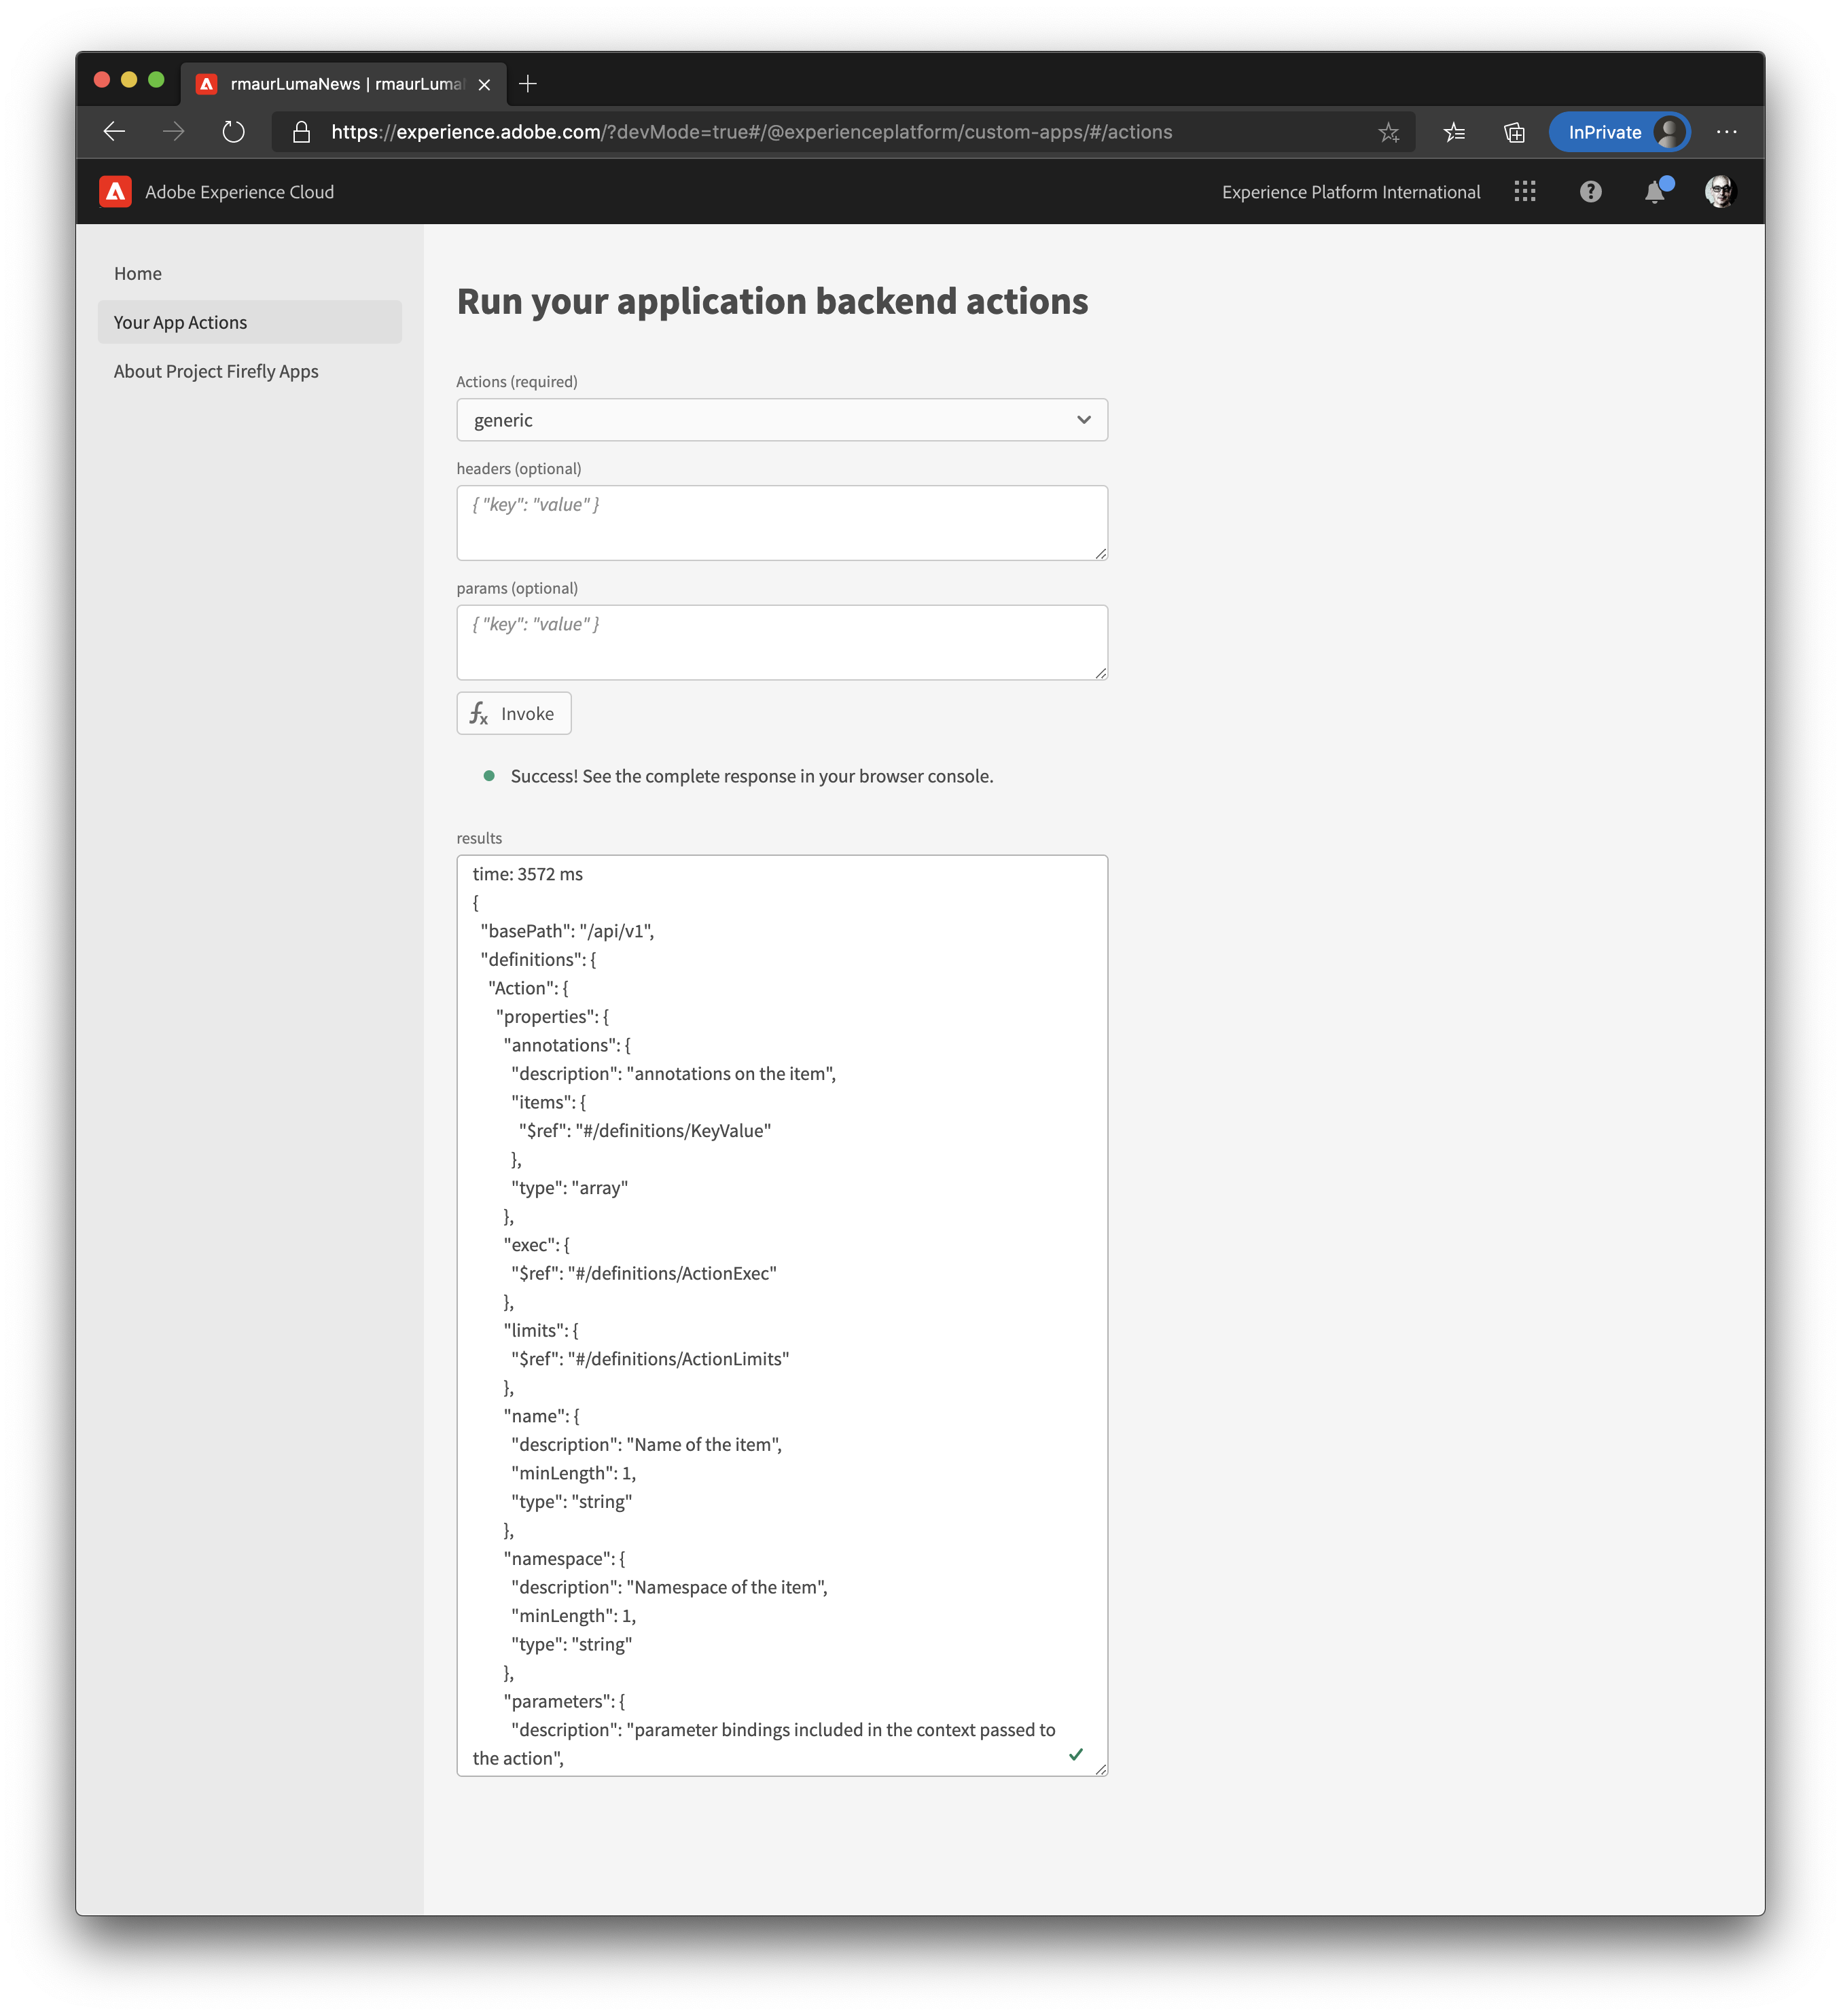 rmaurLumaNews | rmaurLuma
https://experience.adobe.com/?devMode=true#/@experienceplatform/custom-apps/#/actions
InPrivate
Adobe Experience Cloud
Experience Platform International
Home
Your App Actions
About Project Firefly Apps
Run your application backend actions
Actions (required)
generic
headers (optional)
{ "key": "value" }
params (optional)
{ "key": "value" }
fx Invoke
Success! See the complete response in your browser console.
results
time: 3572 ms
{
"basePath": "/api/v1",
"definitions": {
"Action": {
"properties": {
"annotations": {
"description": "annotations on the item",
"items": {
"$ref": "#/definitions/KeyValue"
},
"type": "array"
},
"exec": {
"$ref": "#/definitions/ActionExec"
},
"limits": {
"$ref": "#/definitions/ActionLimits"
},
"name": {
"description": "Name of the item",
"minLength": 1,
"type": "string"
},
"namespace": {
"description": "Namespace of the item",
"minLength": 1,
"type": "string"
},
"parameters": {
"description": "parameter bindings included in the context passed to
the action",